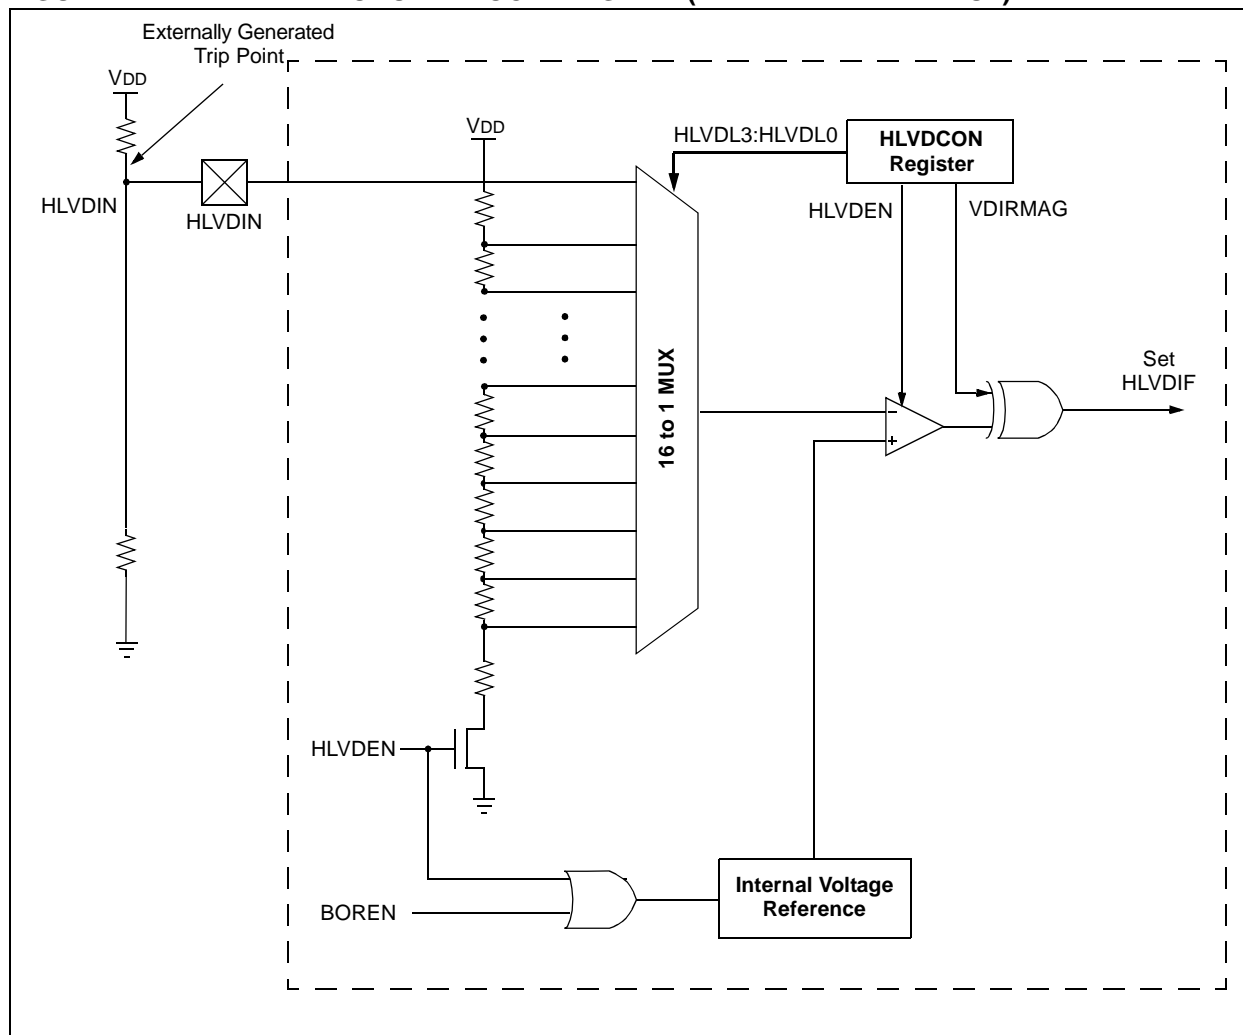 Externally Generated
Trip Point
VDD
VDD
HLVDL3:HLVDL0
HLVDCON
Register
HLVDIN
HLVDIN
HLVDEN
VDIRMAG
16 to 1 MUX
Set
HLVDIF
–
+
HLVDEN
BOREN
Internal Voltage
Reference